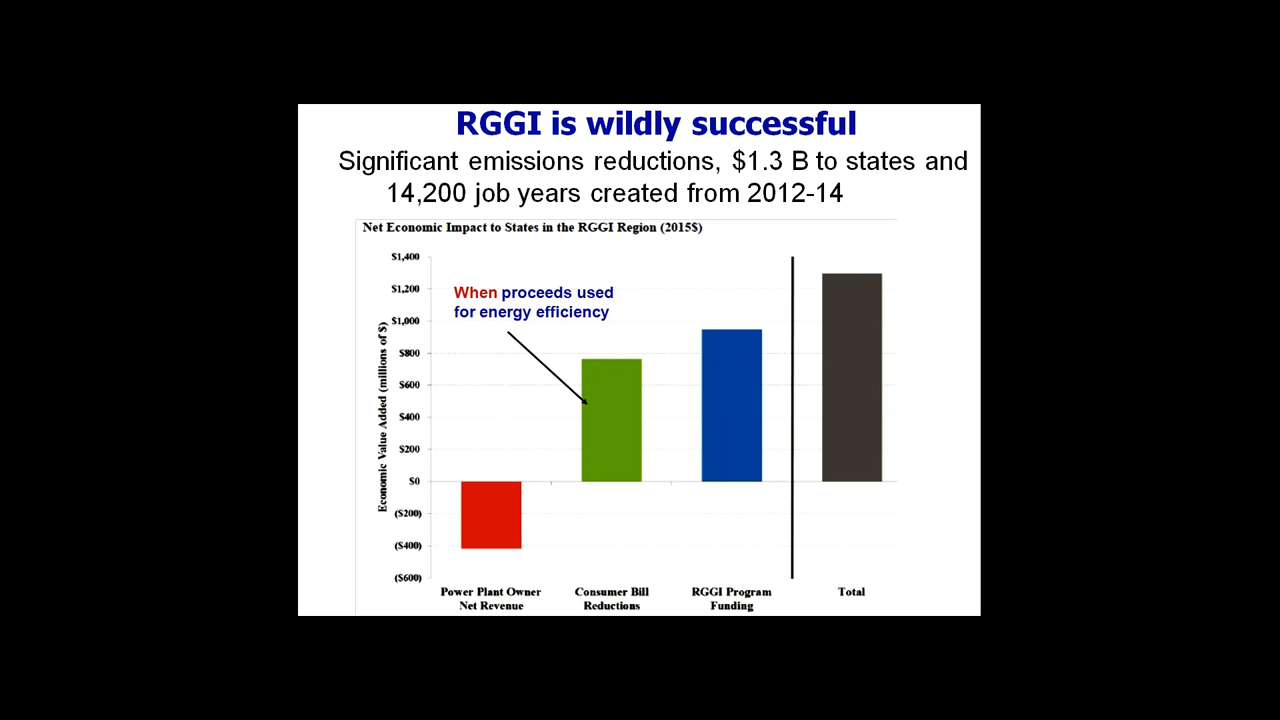 RGGI is wildly successful
Significant emissions reductions, $1.3 B to states and
14,200 job years created from 2012-14
Net Economic Impact to States in the RGGI Region (2015$)
Economic Value Added (millions of $)
$1,400
$1,200
$1,000
$800
$600
$400
$200
$0
($200)
($400)
($600)
When proceeds used
for energy efficiency
Power Plant Owner
Net Revenue
Consumer Bill
Reductions
RGGI Program
Funding
Total